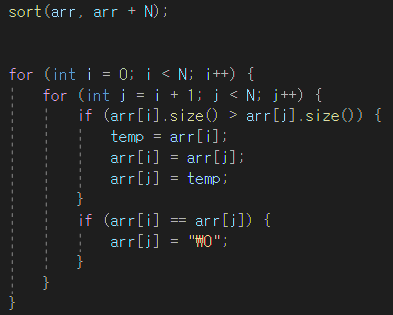 sort(arr, arr + N);
for (int i = 0; i < N; i++) {
for (int j = i + 1; j < N; j++) {
if (arr[i].size() > arr[j].size()) {
temp = arr[i];
arr[i] = arr[j];
arr[j] = temp;
}
if (arr[i] == arr[j]) {
arr[j] = "₩0";
}
}
}